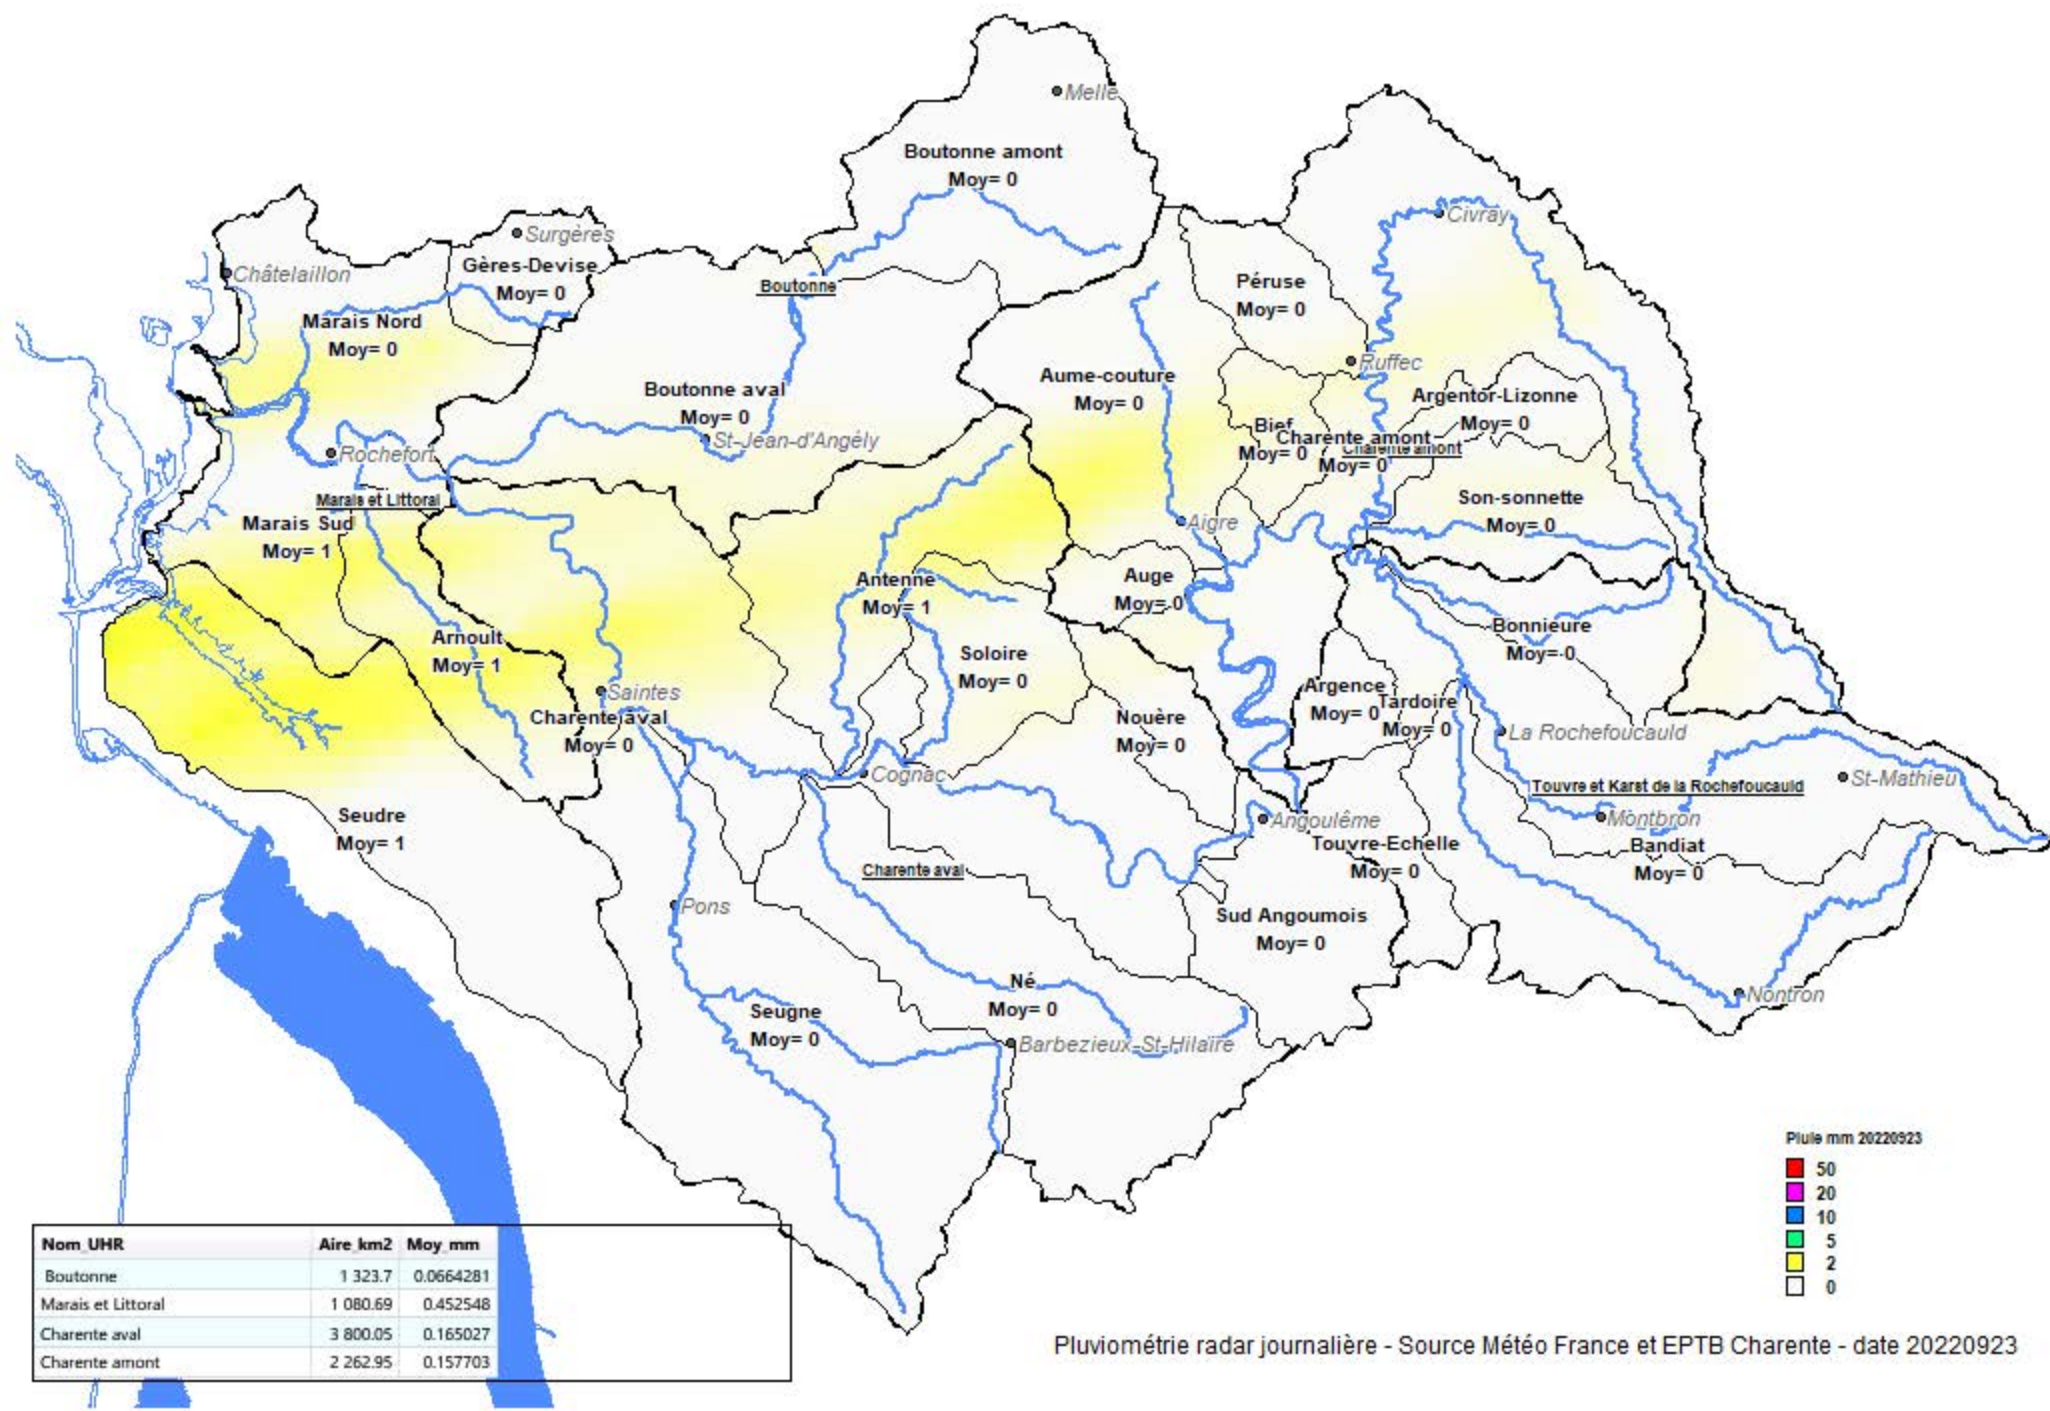 Melle
Boutonne amont
Moy= 0
Civray
Surgères
Châtelaillon
Gères-Devise
Moy= 0
Boutonne
Péruse
Moy= 0
Marais Nord
Moy= 0
Ruffec
Aume-couture
Moy= 0
Boutonne aval
Moy= 0
Argentor-Lizonne
Moy= 0
Bief
Moy= 0
Charente amont
Moy= 0
Charente amont
St-Jean-d'Angély
Rochefort
Marais et Littoral
Son-sonnette
Moy= 0
Marais Sud
Moy= 1
Aigre
Antenne
Moy= 1
Auge
Moy= 0
Arnoult
Moy= 1
Bonnieure
Moy= 0
Soloire
Moy= 0
Saintes
Argence
Moy= 0
Tardoire
Moy= 0
Charente aval
Moy= 0
Nouère
Moy= 0
La Rochefoucauld
Cognac
Touvre et Karst de la Rochefoucauld
St-Mathieu
Seudre
Moy= 1
Angoulême
Montbron
Touvre-Echelle
Moy= 0
Bandiat
Moy= 0
Charente aval
Pons
Sud Angoumois
Moy= 0
Né
Moy= 0
Nontron
Seugne
Moy= 0
Barbezieux-St-Hilaire
Pluie mm 20220923
50
20
10
5
2
0
Nom_UHR Aire_km2 Moy_mm
Boutonne 1 323.7 0.0664281
Marais et Littoral 1 080.69 0.452548
Charente aval 3 800.05 0.165027
Charente amont 2 262.95 0.157703
Pluviométrie radar journalière - Source Météo France et EPTB Charente - date 20220923